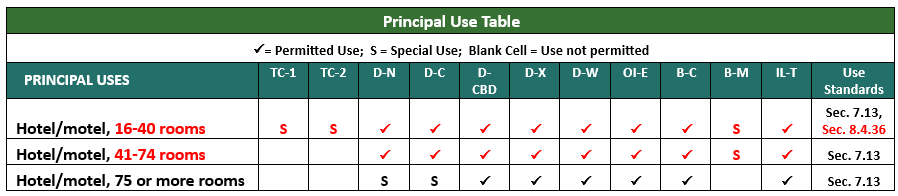 Principal Use Table
✓= Permitted Use; S = Special Use; Blank Cell = Use not permitted
PRINCIPAL USES TC-1 TC-2 D-N D-C D-CBD D-X D-W OI-E B-C B-M IL-T Use Standards
Hotel/motel, 16-40 rooms S S ✓ ✓ ✓ ✓ ✓ ✓ ✓ S ✓ Sec. 7.13, Sec. 8.4.36
Hotel/motel, 41-74 rooms ✓ ✓ ✓ ✓ ✓ ✓ ✓ S ✓ Sec. 7.13
Hotel/motel, 75 or more rooms S S ✓ ✓ ✓ ✓ ✓ ✓ Sec. 7.13